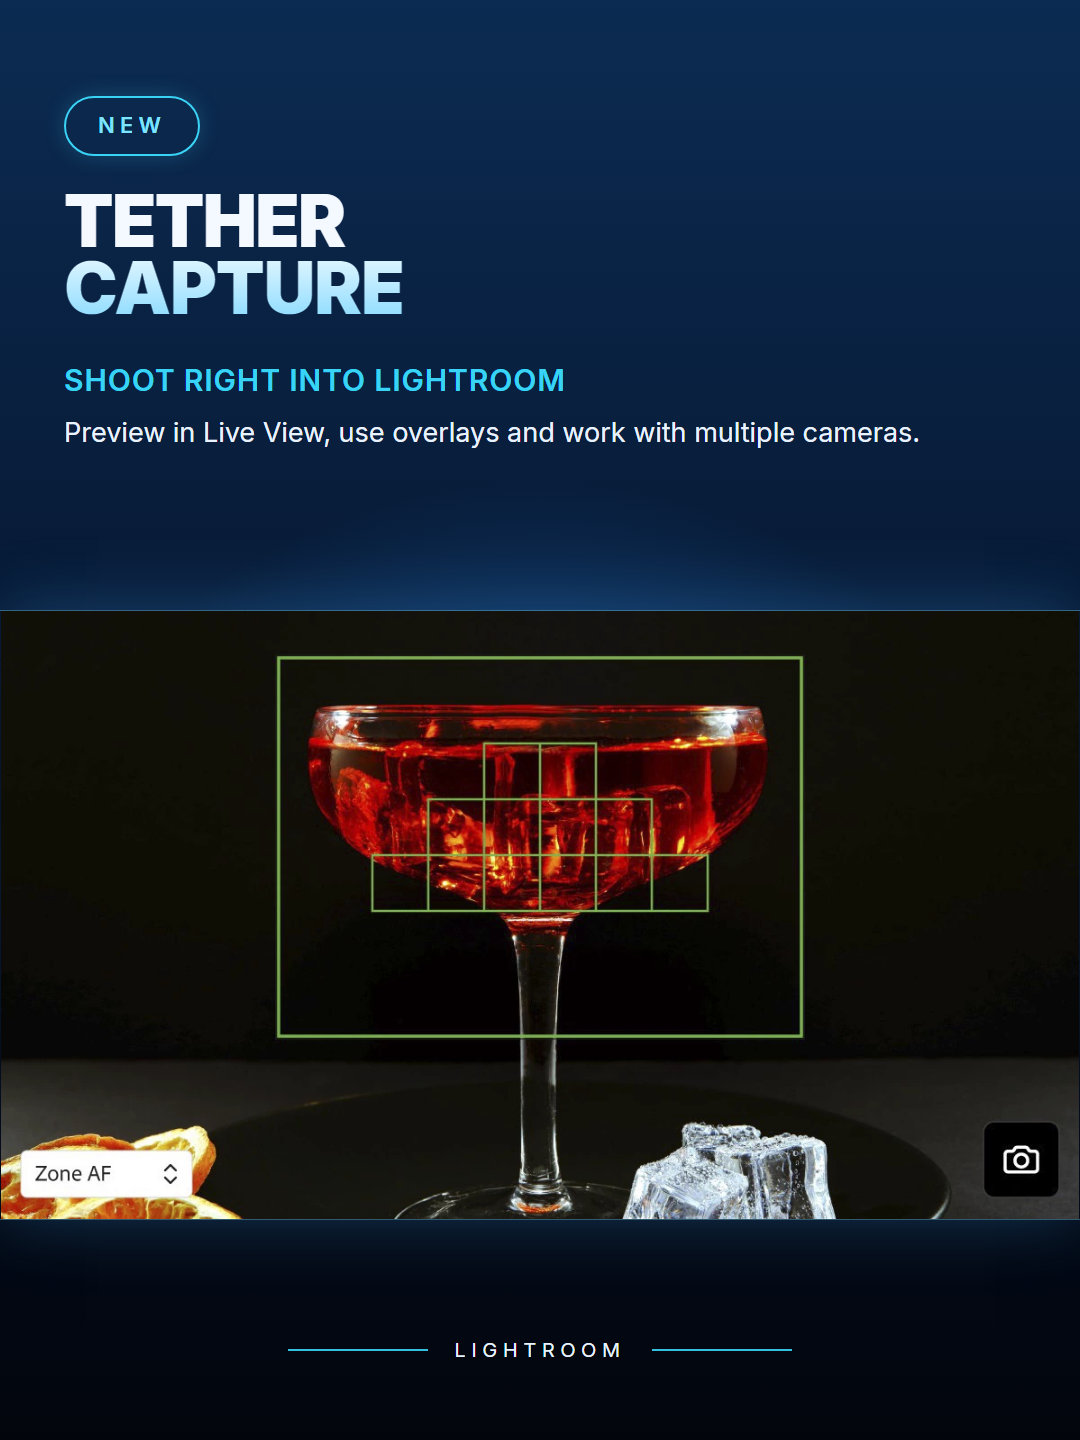 NEW
TETHER
CAPTURE
SHOOT RIGHT INTO LIGHTROOM
Preview in Live View, use overlays and work with multiple cameras.
Zone AF
LIGHTROOM